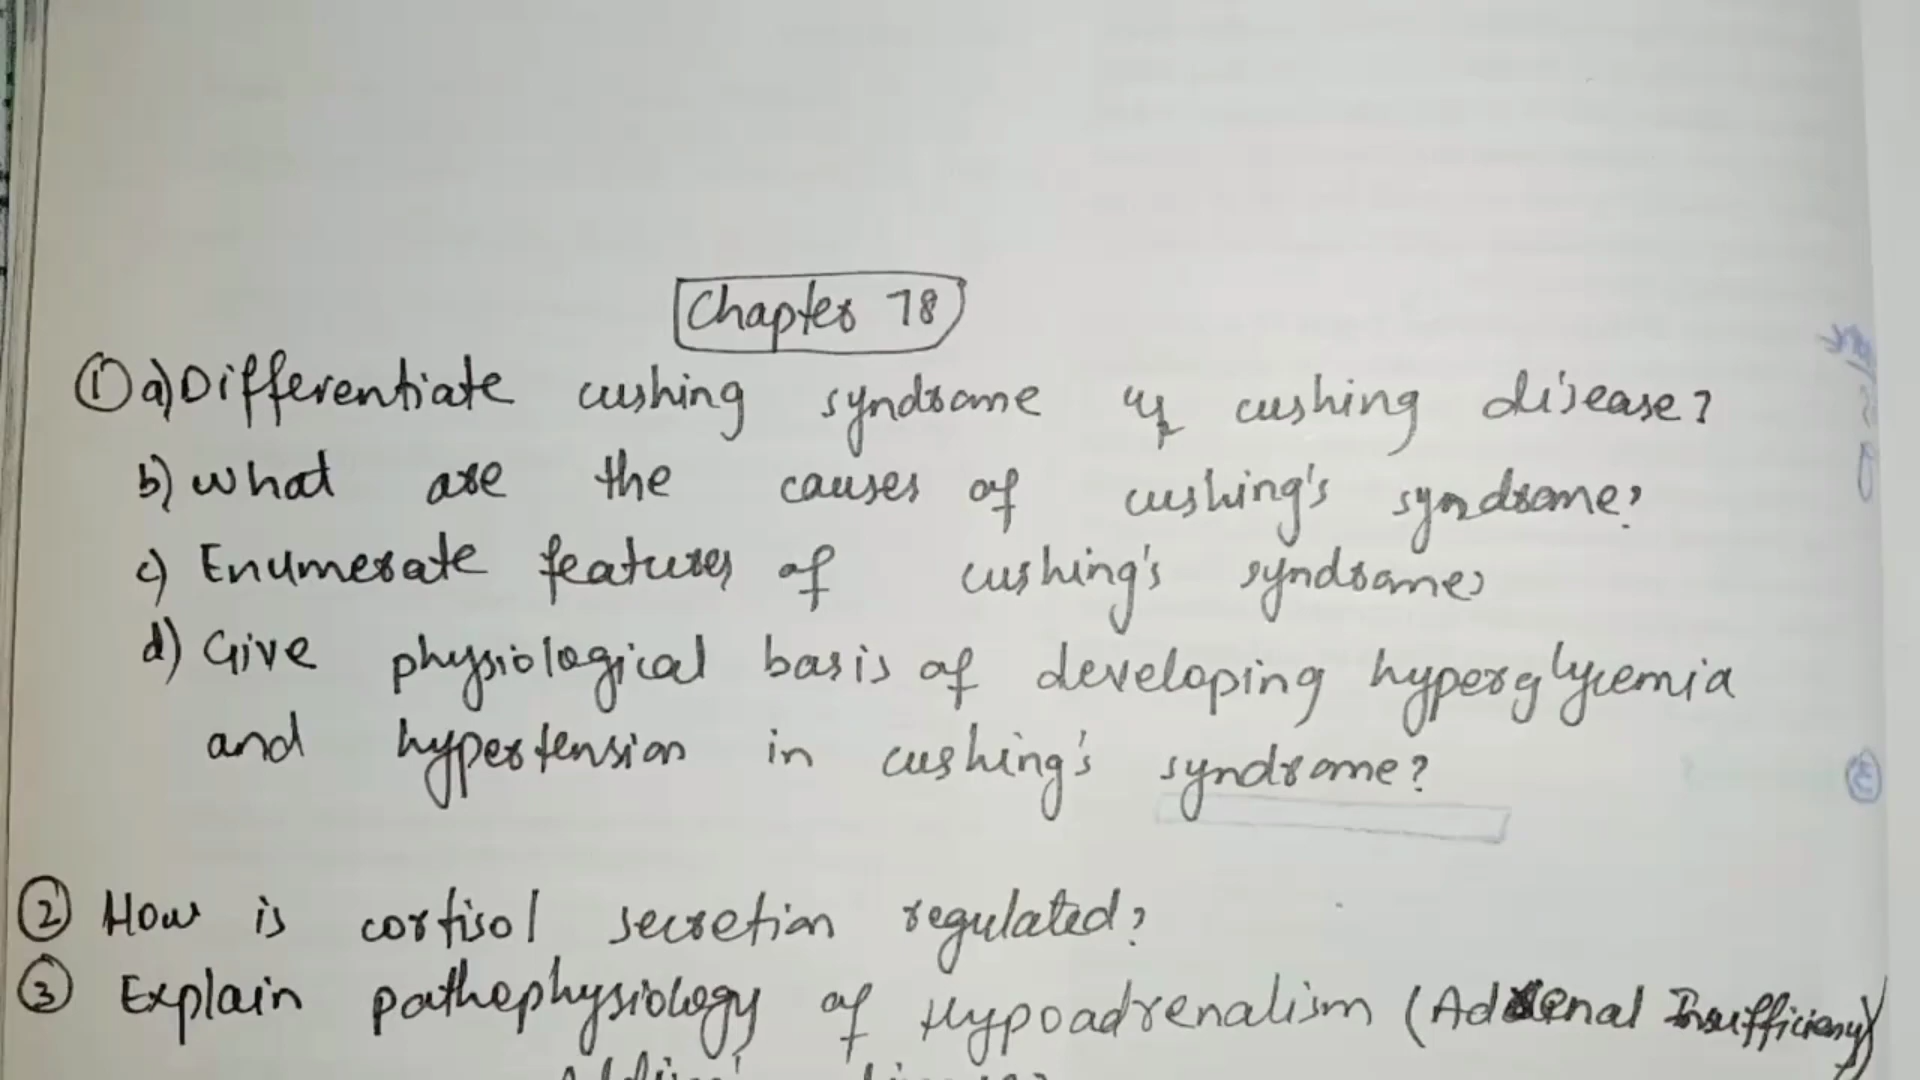 Chapter 78
① a) Differentiate cushing syndrome vs cushing disease?
b) what are the causes of cushing's syndrome?
c) Enumerate features of cushing's syndrome?
d) Give physiological basis of developing hyperglycemia
and hypertension in cushing's syndrome?
② How is cortisol secretion regulated?
③ Explain pathophysiology of Hypoadrenalism (Adrenal Insufficiency)